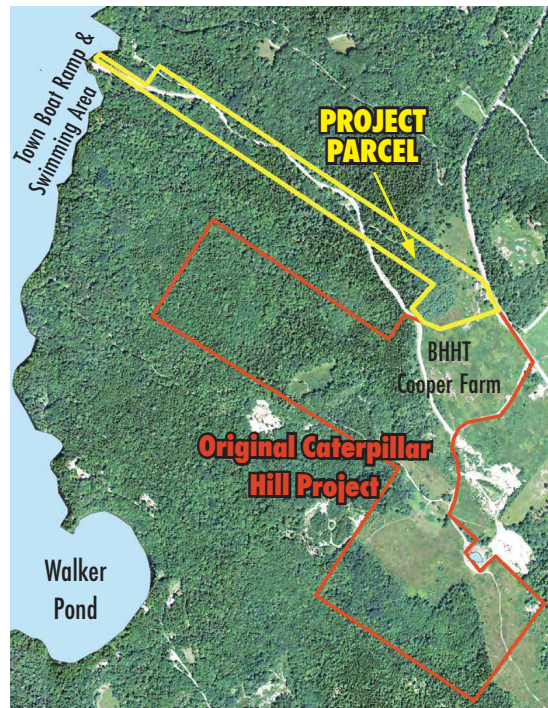 Town Boat Ramp &
Swimming Area
PROJECT
PARCEL
BHHT
Cooper Farm
Original Caterpillar
Hill Project
Walker
Pond